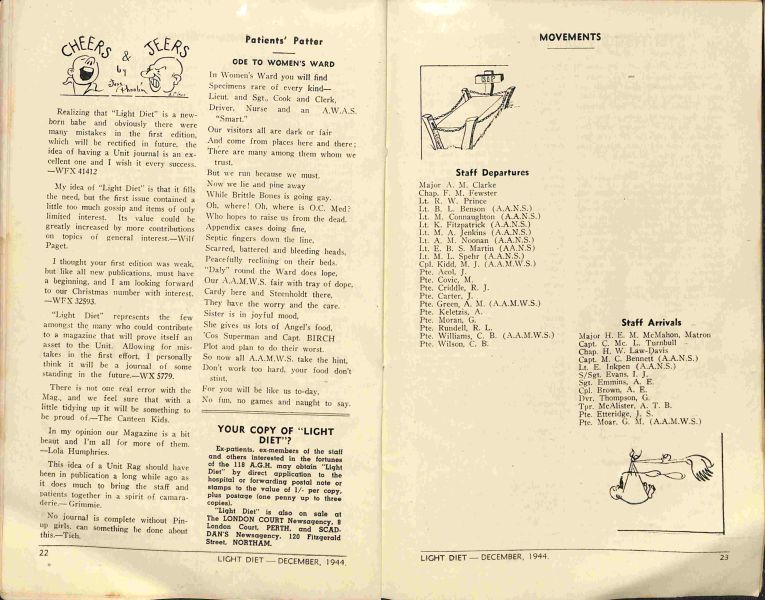 CHEERS & JEERS
by
Realizing that "Light Diet" is a new-
born babe and obviously there were
many mistakes in the first edition,
which will be rectified in future, the
idea of having a Unit journal is an ex-
cellent one and I wish it every success.
—WFX 41412
My idea of "Light Diet" is that it fills
the need, but the first issue contained a
little too much gossip and items of only
limited interest. Its value could be
greatly increased by more contributions
on topics of general interest.—Wilf
Paget.
I thought your first edition was weak,
but like all new publications, must have
a beginning, and I am looking forward
to our Christmas number with interest.
—WFX 32593.
"Light Diet" represents the few
amongst the many who could contribute
to a magazine that will prove itself an
asset to the Unit. Allowing for mis-
takes in the first effort, I personally
think it will be a journal of some
standing in the future.—WX 5779.
There is not one real error with the
Mag., and we feel sure that with a
little tidying up it will be something to
be proud of.—The Canteen Kids.
In my opinion our Magazine is a bit
beaut and I'm all for more of them.
—Lola Humphries.
This idea of a Unit Rag should have
been in publication a long while ago as
it does much to bring the staff and
patients together in a spirit of camara-
derie.—Grimmie.
No journal is complete without Pin-
up girls, can something be done about
this.—Tich.
22
Patients' Patter
ODE TO WOMEN'S WARD
In Women's Ward you will find
Specimens rare of every kind—
Lieut. and Sgt., Cook and Clerk,
Driver, Nurse and an A.W.A.S.
"Smart."
Our visitors all are dark or fair
And come from places here and there;
There are many among them whom we
trust.
But we run because we must.
Now we lie and pine away
While Brittle Bones is going gay.
Oh, where! Oh, where is O.C. Med?
Who hopes to raise us from the dead.
Appendix cases doing fine,
Septic fingers down the line,
Scarred, battered and bleeding heads,
Peacefully reclining on their beds.
"Daly" round the Ward does lope,
Our A.A.M.W.S. fair with tray of dope,
Cardy here and Steenholdt there,
They have the worry and the care.
Sister is in joyful mood,
She gives us lots of Angel's food,
'Cos Superman and Capt. BIRCH
Plot and plan to do their worst.
So now all A.A.M.W.S. take the hint,
Don't work too hard, your food don't
stint,
For you will be like us to-day,
No fun, no games and naught to say.
YOUR COPY OF "LIGHT
DIET"?
Ex-patients, ex-members of the staff
and others interested in the fortunes
of the 118 A.G.H. may obtain "Light
Diet" by direct application to the
hospital or forwarding postal note or
stamps to the value of 1/- per copy,
plus postage (one penny up to three
copies).
"Light Diet" is also on sale at
The LONDON COURT Newsagency, 8
London Court, PERTH, and SCAD-
DAN'S Newsagency, 120 Fitzgerald
Street, NORTHAM.
LIGHT DIET — DECEMBER, 1944.
MOVEMENTS
Staff Departures
Major A. M. Clarke
Chap. F. M. Fewster
Lt. R. W. Prince
Lt. B. L. Benson (A.A.N.S.)
Lt. M. Connaughton (A.A.N.S.)
Lt. K. Fitzpatrick (A.A.N.S.)
Lt. M. A. Jenkins (A.A.N.S.)
Lt. A. M. Noonan (A.A.N.S.)
Lt. E. B. S. Martin (AA.N.S)
Lt. M. L. Spehr (A.A.N.S.)
Cpl. Kidd, M. J. (A.A.M.W.S.)
Pte. Acol, J.
Pte. Covic, M.
Pte. Criddle, R. J.
Pte. Carter, J.
Pte. Green, A. M. (A.A.M.W.S.)
Pte. Keletzis, A.
Pte. Moran, G.
Pte. Rundell, R. L.
Pte. Williams, C. B. (A.A.M.W.S.)
Pte. Wilson, C. B.
Staff Arrivals
Major H. E. M. McMahon, Matron
Capt. C. Mc. L. Turnbull
Chap. H. W. Law-Davis
Capt. M. C. Bennett (A.A.N.S.)
Lt. E. Inkpen (A.A.N.S.)
S/Sgt. Evans, I. J.
Sgt. Emmins, A. E.
Cpl. Brown, A. E.
Dvr. Thompson, G.
Tpr. McAlister, A. T. B.
Pte. Etteridge, J. S.
Pte. Moar, G. M. (A.A.M.W.S.)
LIGHT DIET — DECEMBER, 1944.
23